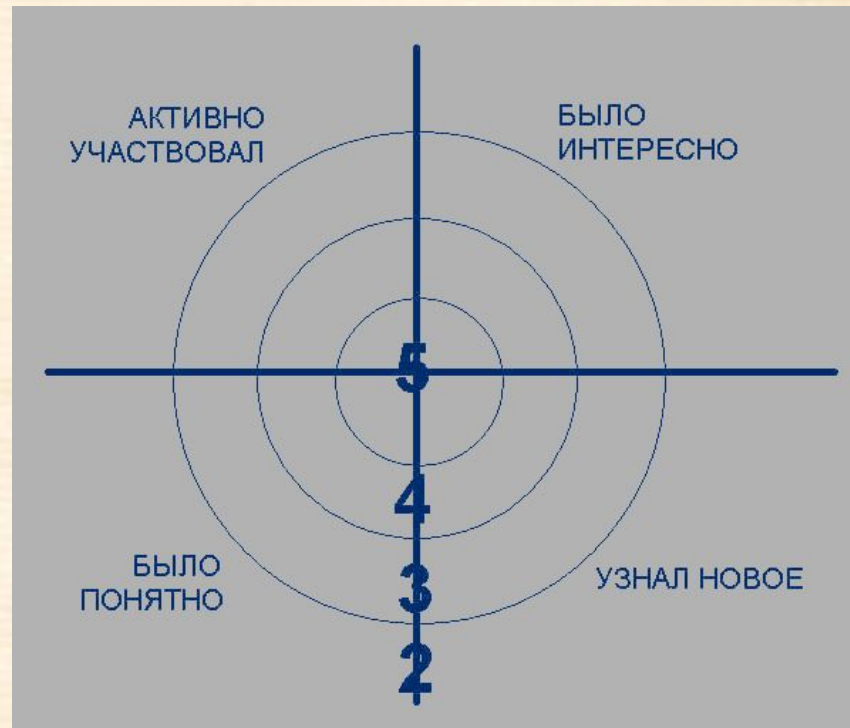 АКТИВНО
УЧАСТВОВАЛ
БЫЛО
ИНТЕРЕСНО
5
4
3
2
БЫЛО
ПОНЯТНО
УЗНАЛ НОВОЕ